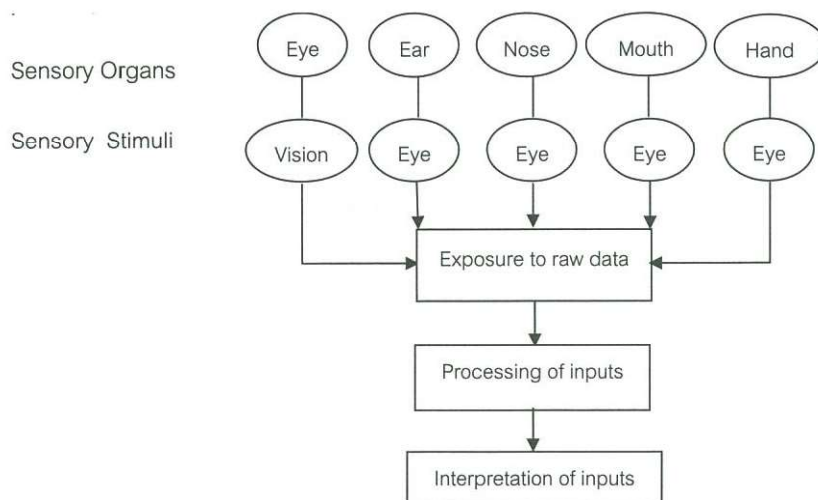 Eye Ear Nose Mouth Hand
Sensory Organs
Sensory Stimuli
Vision Eye Eye Eye Eye
Exposure to raw data
Processing of inputs
Interpretation of inputs